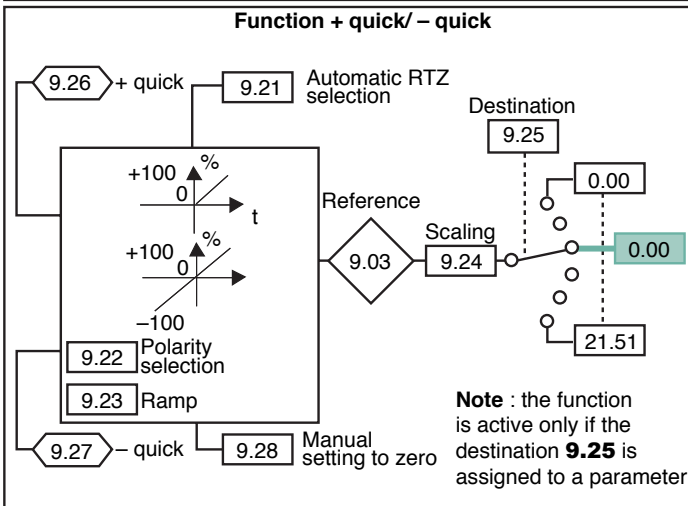 Function + quick/ – quick
9.26
+ quick
9.21
Automatic RTZ
selection
Destination
9.25
+100
%
0
t
+100
%
0
–100
Reference
9.03
Scaling
9.24
0.00
0.00
21.51
9.22
Polarity
selection
9.23
Ramp
9.27
– quick
9.28
Manual
setting to zero
Note : the function
is active only if the
destination 9.25 is
assigned to a parameter